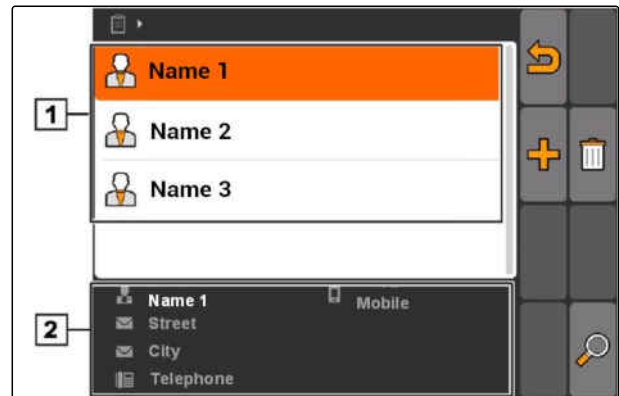 1
Name 1
Name 2
Name 3
2
Name 1
Mobile
Street
City
Telephone